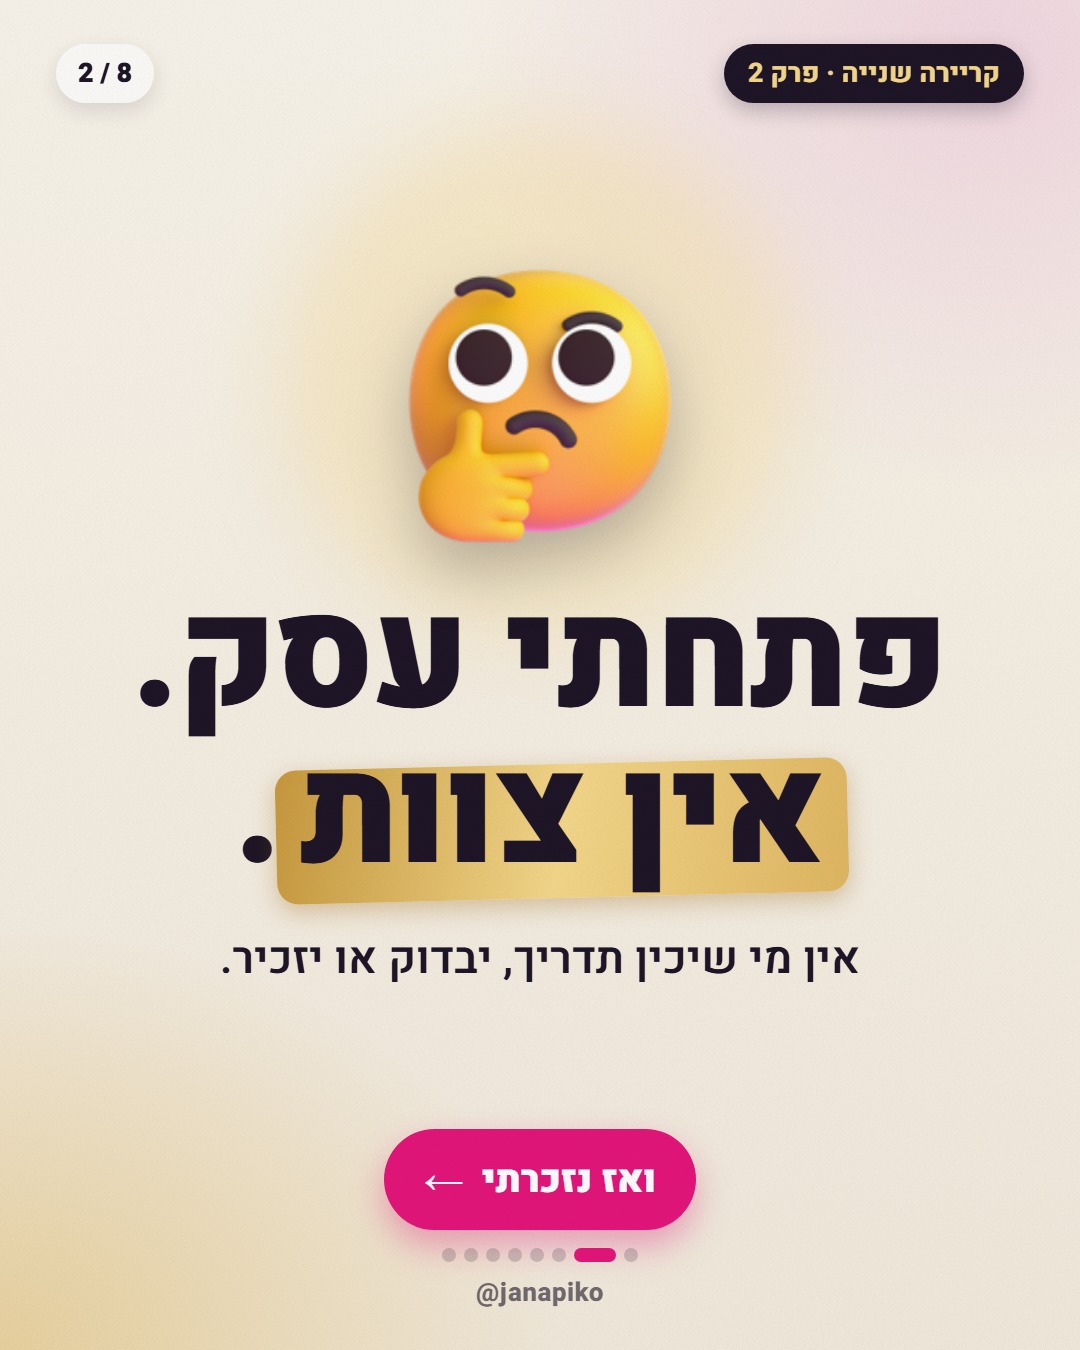 קריירה שנייה · פרק 2
2 / 8
פתחתי עסק.
אין צוות.
אין מי שיכין תדריך, יבדוק או יזכיר.
ואז נזכרתי ←
@janapiko